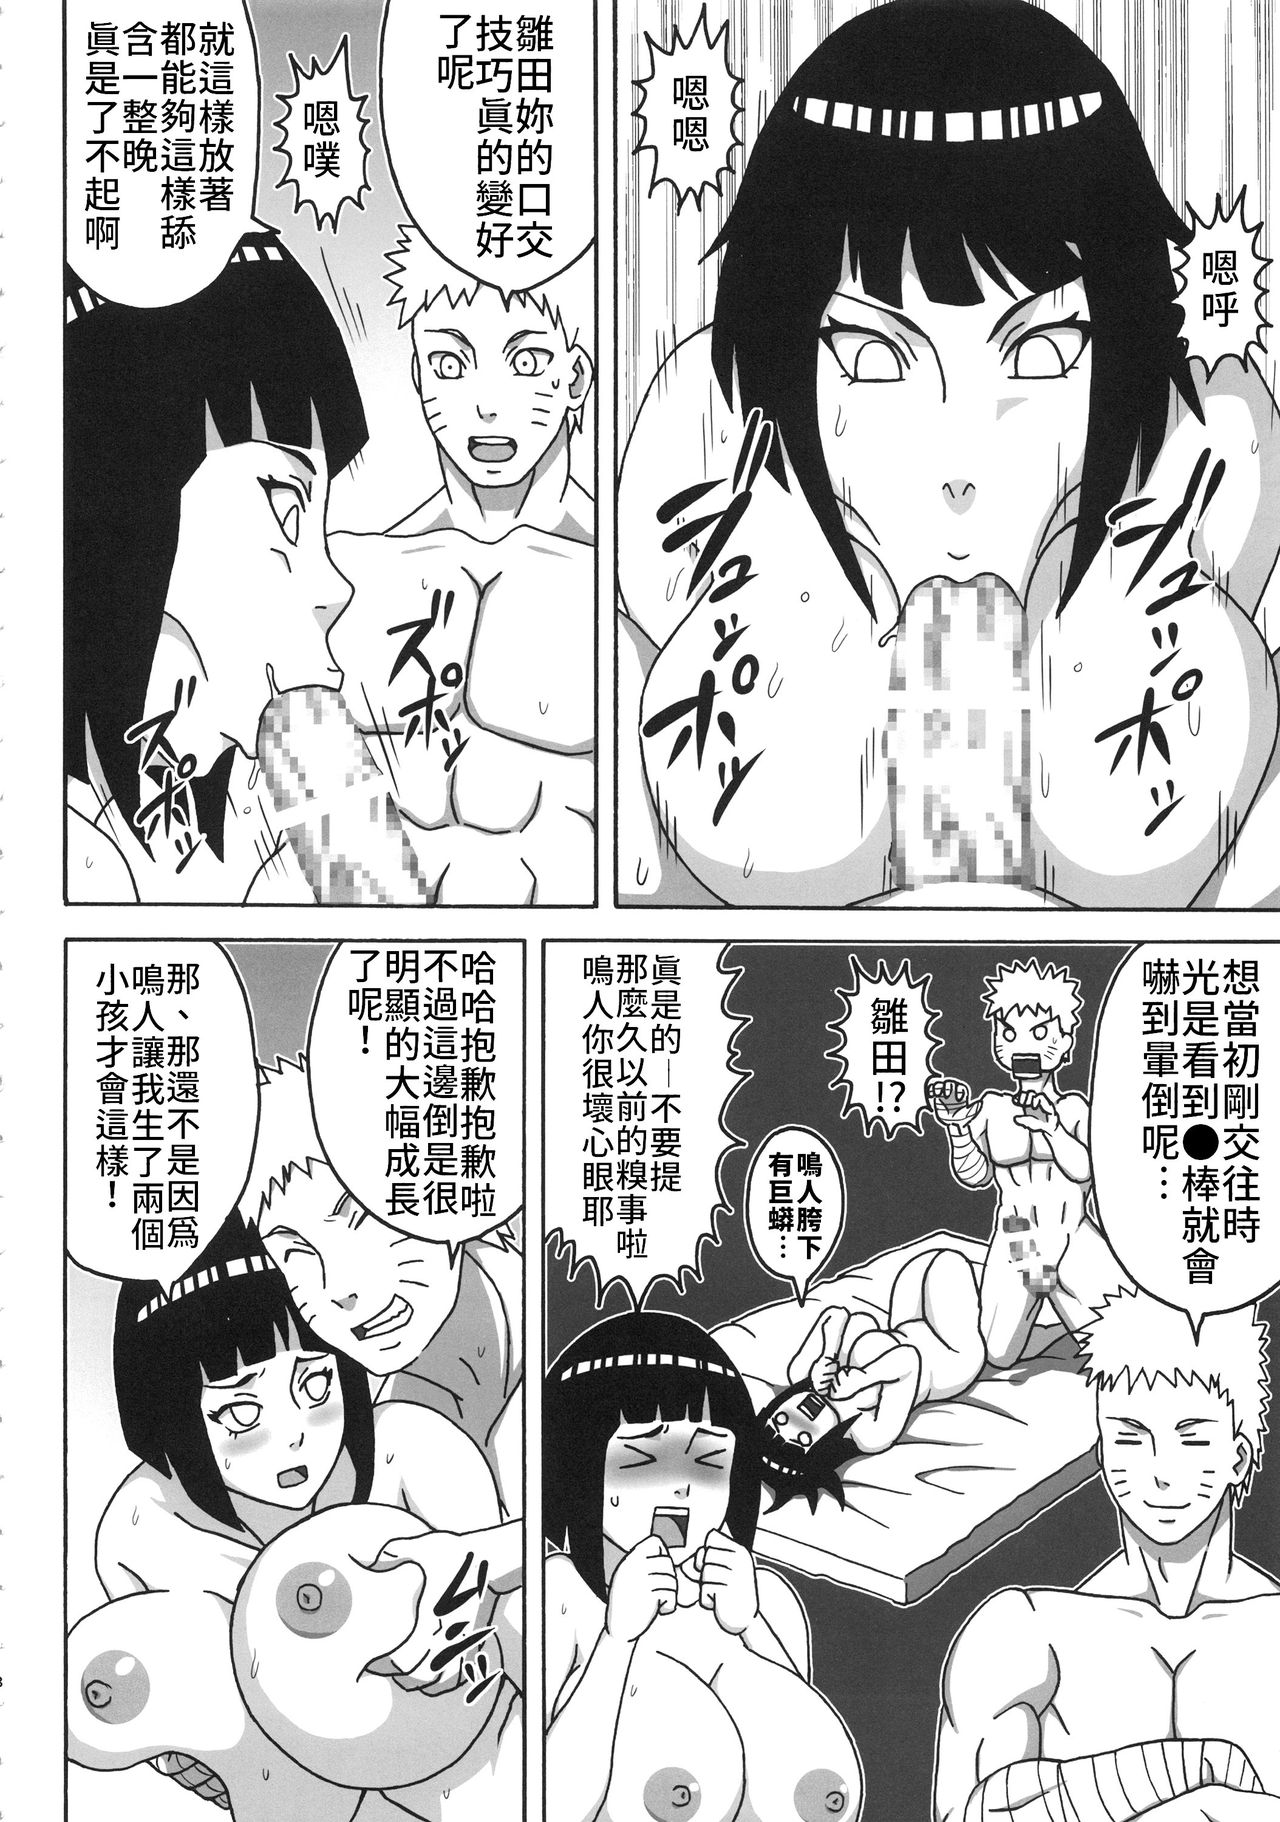 嗯呼
嗯嗯
ジュッ
ポッ
ジュッ
ポッ
雛田妳的口交
技巧眞的變好
了呢
嗯噗
就這樣放著
都能夠這樣舔
含一整晚
眞是了不起啊
ズッ
ポッ
ズッ
ポッ
想當初剛交往時
光是看到●棒就會
嚇到暈倒呢…
雛田!?
鳴人胯下
有巨蟒…
眞是的—不要提
那麼久以前的糗事啦
鳴人你很壞心眼耶
哈哈抱歉抱歉啦
不過這邊倒是很
明顯的大幅成長
了呢！
那、那還不是因爲
鳴人讓我生了兩個
小孩才會這樣！
ムニッ